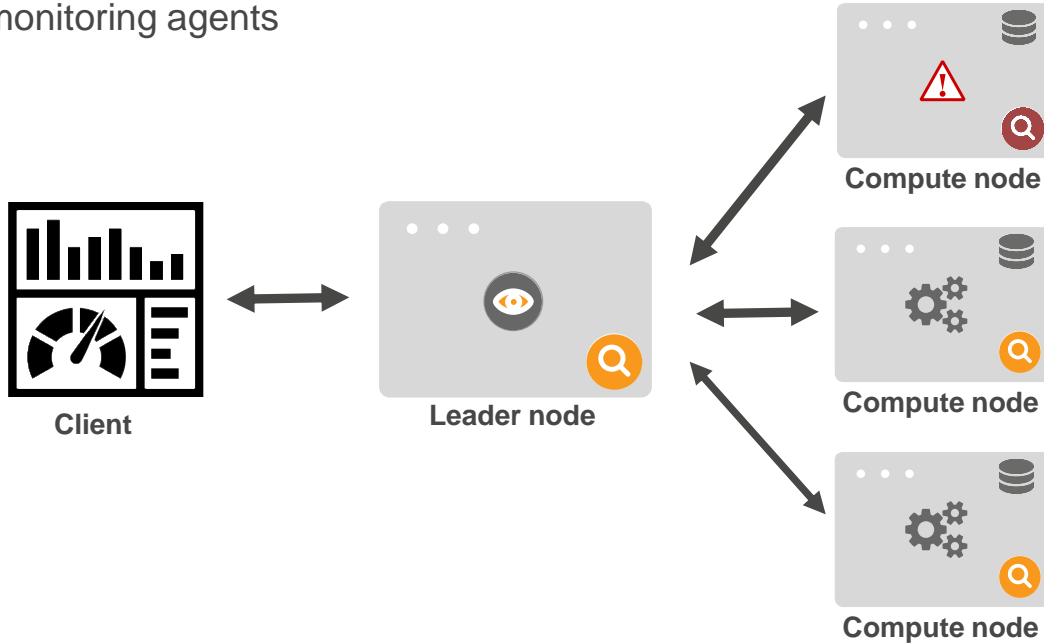 monitoring agents
Compute node
Client
Leader node
Compute node
Compute node